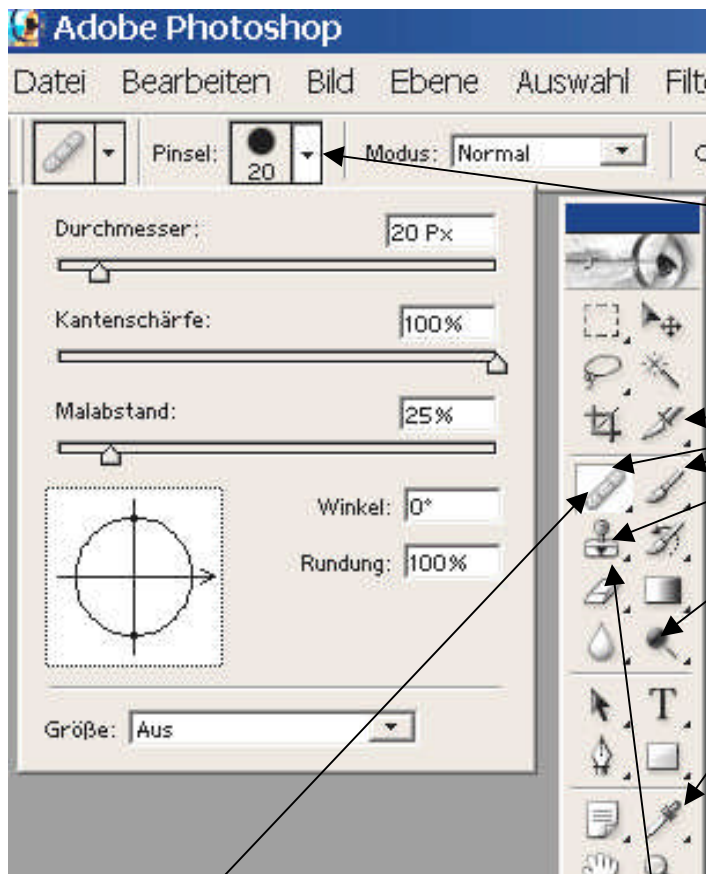 Adobe Photoshop
Datei Bearbeiten Bild Ebene Auswahl Filt
Pinsel: 20 Modus: Normal
Durchmesser: 20 Px
Kantenschärfe: 100%
Malabstand: 25%
Winkel: 0°
Rundung: 100%
Größe: Aus
T